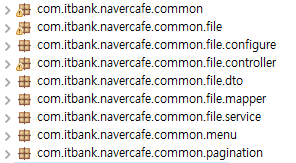 com.itbank.navercafe.common
com.itbank.navercafe.common.file
com.itbank.navercafe.common.file.configure
com.itbank.navercafe.common.file.controller
com.itbank.navercafe.common.file.dto
com.itbank.navercafe.common.file.mapper
com.itbank.navercafe.common.file.service
com.itbank.navercafe.common.menu
com.itbank.navercafe.common.pagination